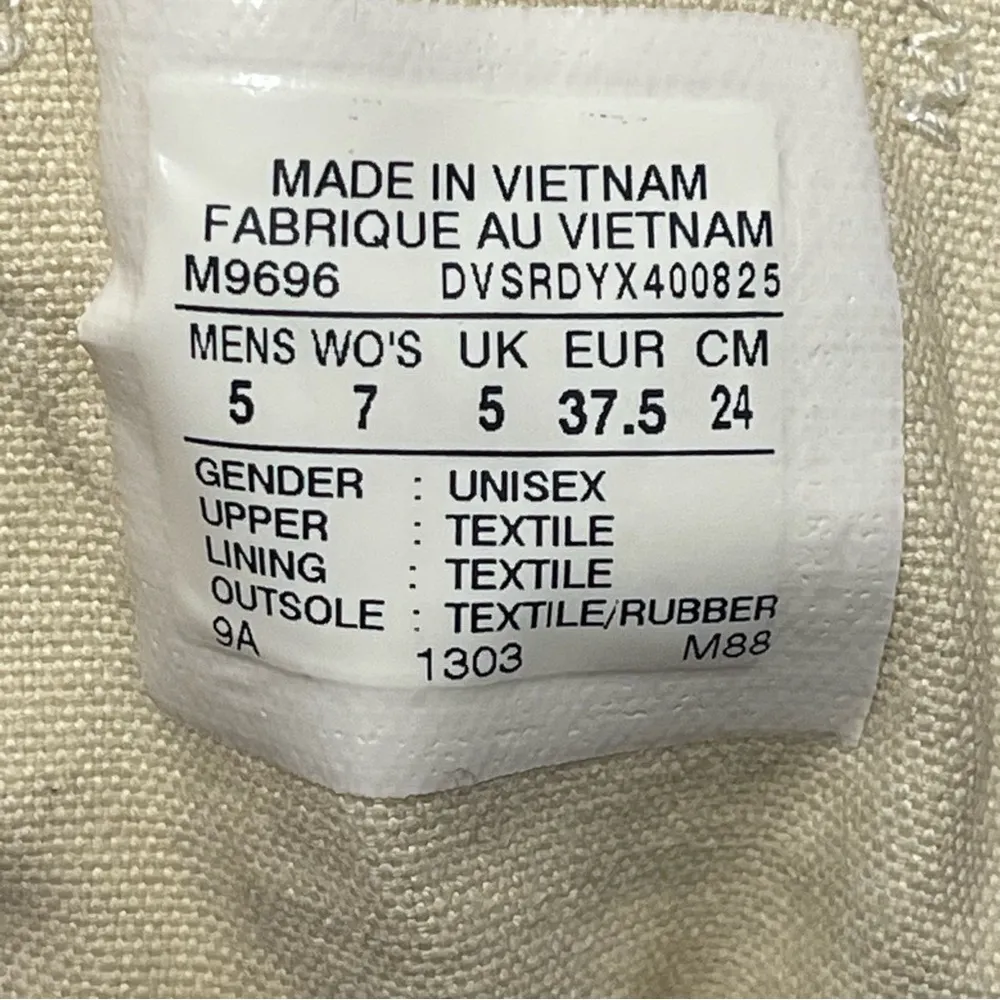 MADE IN VIETNAM
FABRIQUE AU VIETNAM
M9696 DVSRDYX400825
MENS WO'S UK EUR CM
5 7 5 37.5 24
GENDER : UNISEX
UPPER : TEXTILE
LINING : TEXTILE
OUTSOLE : TEXTILE/RUBBER
9A 1303 M88